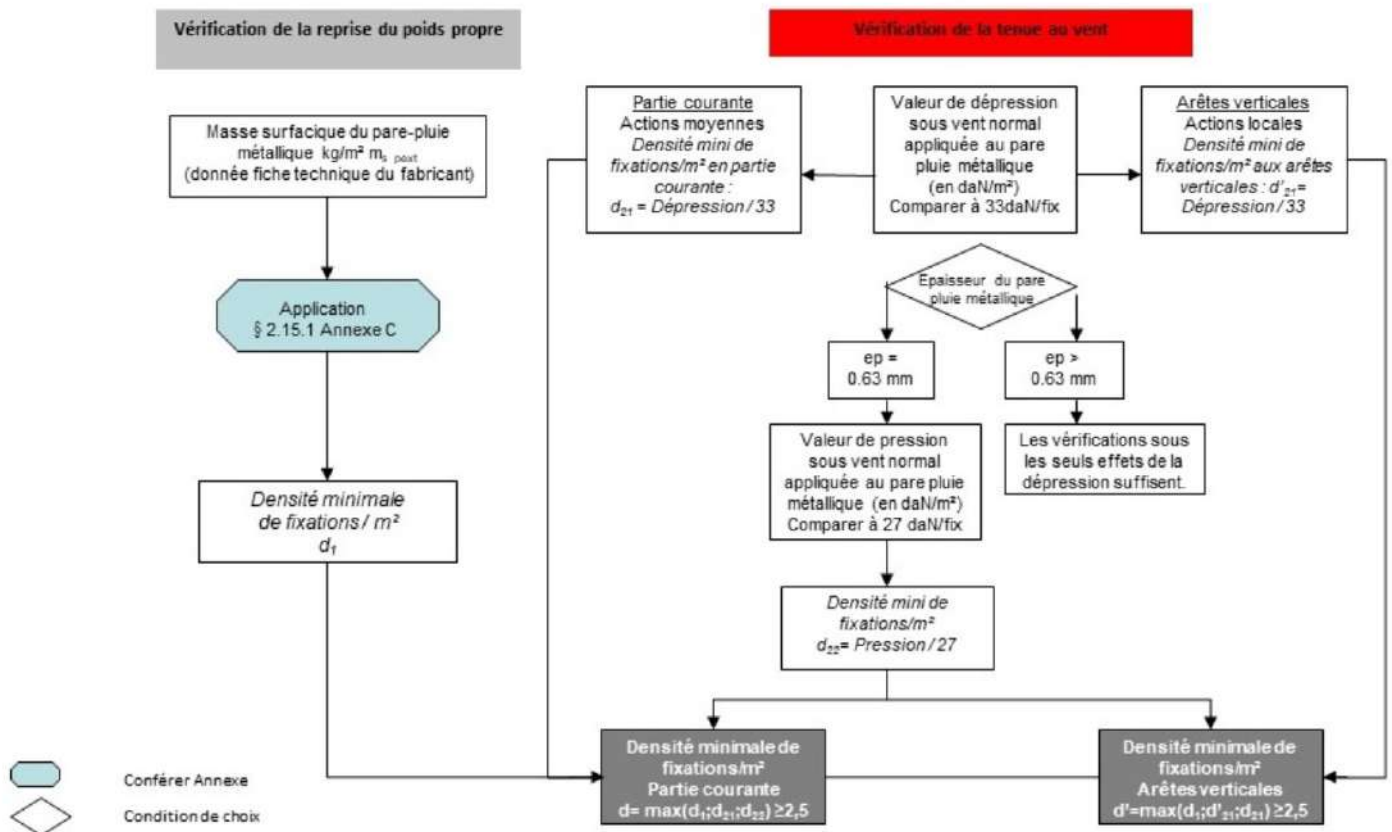 Vérification de la reprise du poids propre
Vérification de la tenue au vent
Masse surfacique du pare-pluie
métallique kg/m² mₛ ₚₑₓₜ
(donnée fiche technique du fabricant)
Application
§ 2.15.1 Annexe C
Densité minimale
de fixations / m²
d₁
Partie courante
Actions moyennes
Densité mini de
fixations/m² en partie
courante :
d₂₁ = Dépression / 33
Valeur de dépression
sous vent normal
appliquée au pare
pluie métallique
(en daN/m²)
Comparer à 33daN/fix
Arêtes verticales
Actions locales
Densité mini de
fixations/m² aux arêtes
verticales : d'₂₁=
Dépression / 33
Epaisseur du pare
pluie métallique
ep =
0.63 mm
ep >
0.63 mm
Valeur de pression
sous vent normal
appliquée au pare pluie
métallique (en daN/m²)
Comparer à 27 daN/fix
Les vérifications sous
les seuls effets de la
dépression suffisent.
Densité mini de
fixations/m²
d₂₂= Pression / 27
Densité minimale de
fixations/m²
Partie courante
d= max(d₁;d₂₁;d₂₂) ≥2,5
Densité minimale de
fixations/m²
Arêtes verticales
d'=max(d₁;d'₂₁;d₂₁) ≥2,5
Conférer Annexe
Condition de choix